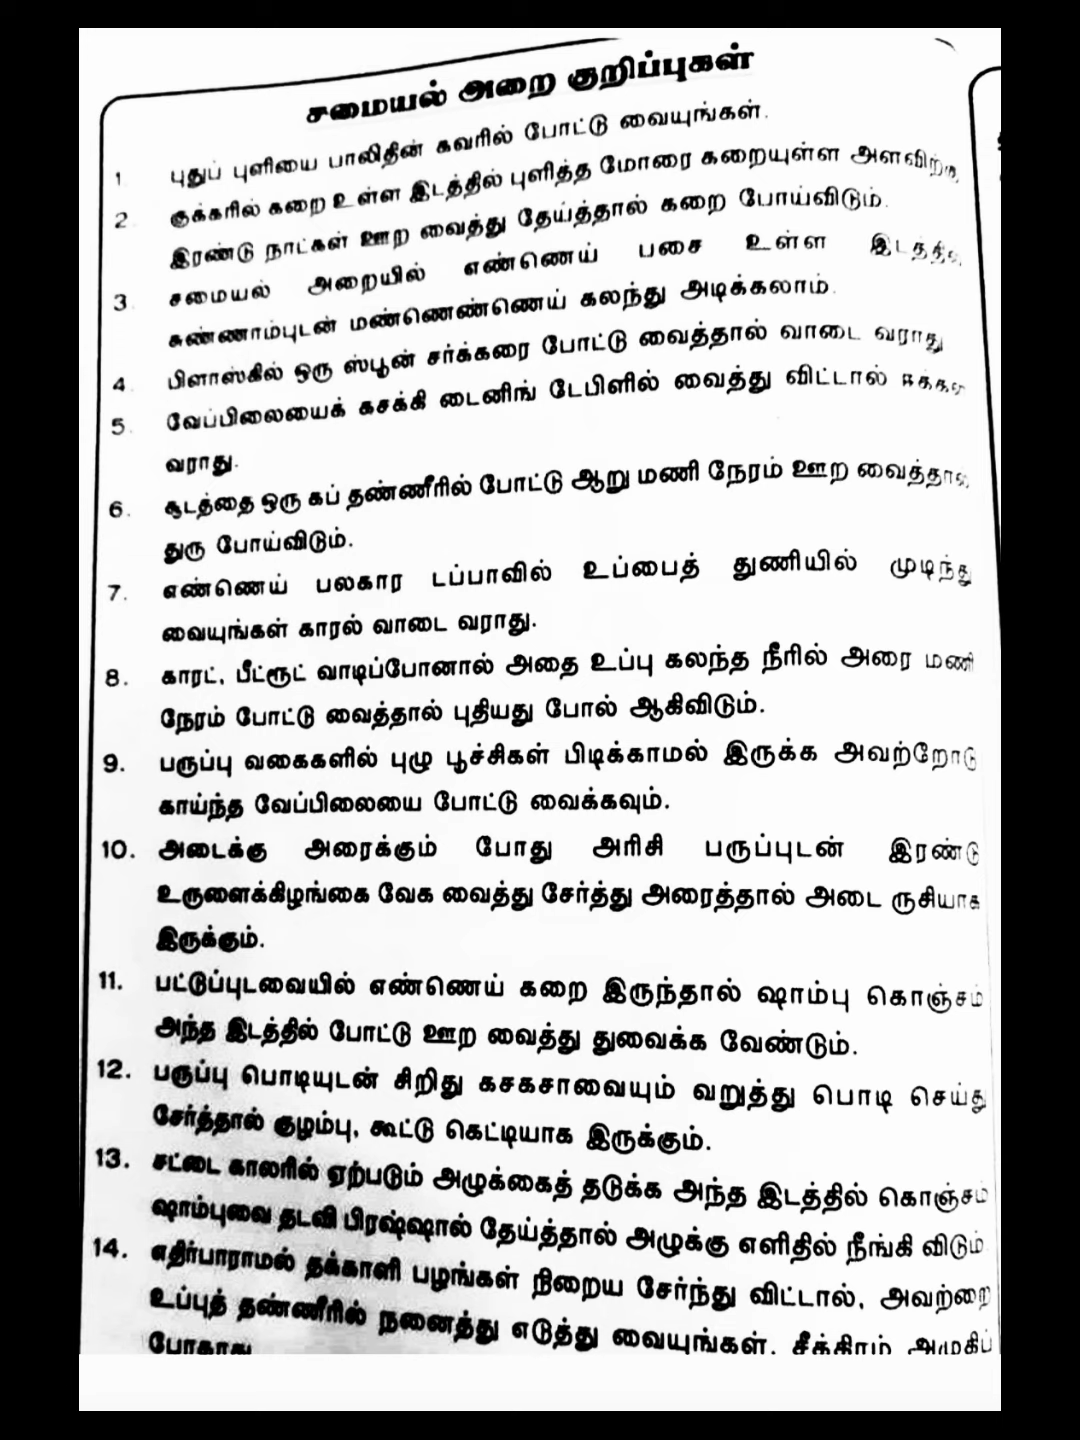 சமையல் அறை குறிப்புகள்
1. புதுப் புளியை பாலிதின் கவரில் போட்டு வையுங்கள்.
2. குக்கரில் கறை உள்ள இடத்தில் புளித்த மோரை கறையுள்ள அளவிற்கு
இரண்டு நாட்கள் ஊற வைத்து தேய்த்தால் கறை போய்விடும்.
3. சமையல் அறையில் எண்ணெய் பசை உள்ள இடத்தில்
சுண்ணாம்புடன் மண்ணெண்ணெய் கலந்து அடிக்கலாம்.
4. பிளாஸ்கில் ஒரு ஸ்பூன் சர்க்கரை போட்டு வைத்தால் வாடை வராது
5. வேப்பிலையைக் கசக்கி டைனிங் டேபிளில் வைத்து விட்டால் ஈக்கள்
வராது.
6. சூடத்தை ஒரு கப் தண்ணீரில் போட்டு ஆறு மணி நேரம் ஊற வைத்தால்
துரு போய்விடும்.
7. எண்ணெய் பலகார டப்பாவில் உப்பைத் துணியில் முடிந்து
வையுங்கள் காரல் வாடை வராது.
8. காரட், பீட்ரூட் வாடிப்போனால் அதை உப்பு கலந்த நீரில் அரை மணி
நேரம் போட்டு வைத்தால் புதியது போல் ஆகிவிடும்.
9. பருப்பு வகைகளில் புழு பூச்சிகள் பிடிக்காமல் இருக்க அவற்றோடு
காய்ந்த வேப்பிலையை போட்டு வைக்கவும்.
10. அடைக்கு அரைக்கும் போது அரிசி பருப்புடன் இரண்டு
உருளைக்கிழங்கை வேக வைத்து சேர்த்து அரைத்தால் அடை ருசியாக
இருக்கும்.
11. பட்டுப்புடவையில் எண்ணெய் கறை இருந்தால் ஷாம்பு கொஞ்சம்
அந்த இடத்தில் போட்டு ஊற வைத்து துவைக்க வேண்டும்.
12. பருப்பு பொடியுடன் சிறிது கசகசாவையும் வறுத்து பொடி செய்து
சேர்த்தால் குழம்பு, கூட்டு கெட்டியாக இருக்கும்.
13. சட்டை காலரில் ஏற்படும் அழுக்கைத் தடுக்க அந்த இடத்தில் கொஞ்சம்
ஷாம்புவை தடவி பிரஷ்ஷால் தேய்த்தால் அழுக்கு எளிதில் நீங்கி விடும்
14. எதிர்பாராமல் தக்காளி பழங்கள் நிறைய சேர்ந்து விட்டால், அவற்றை
உப்புத் தண்ணீரில் நனைத்து எடுத்து வையுங்கள். சீக்கிரம் அழுகிப்
போகாது